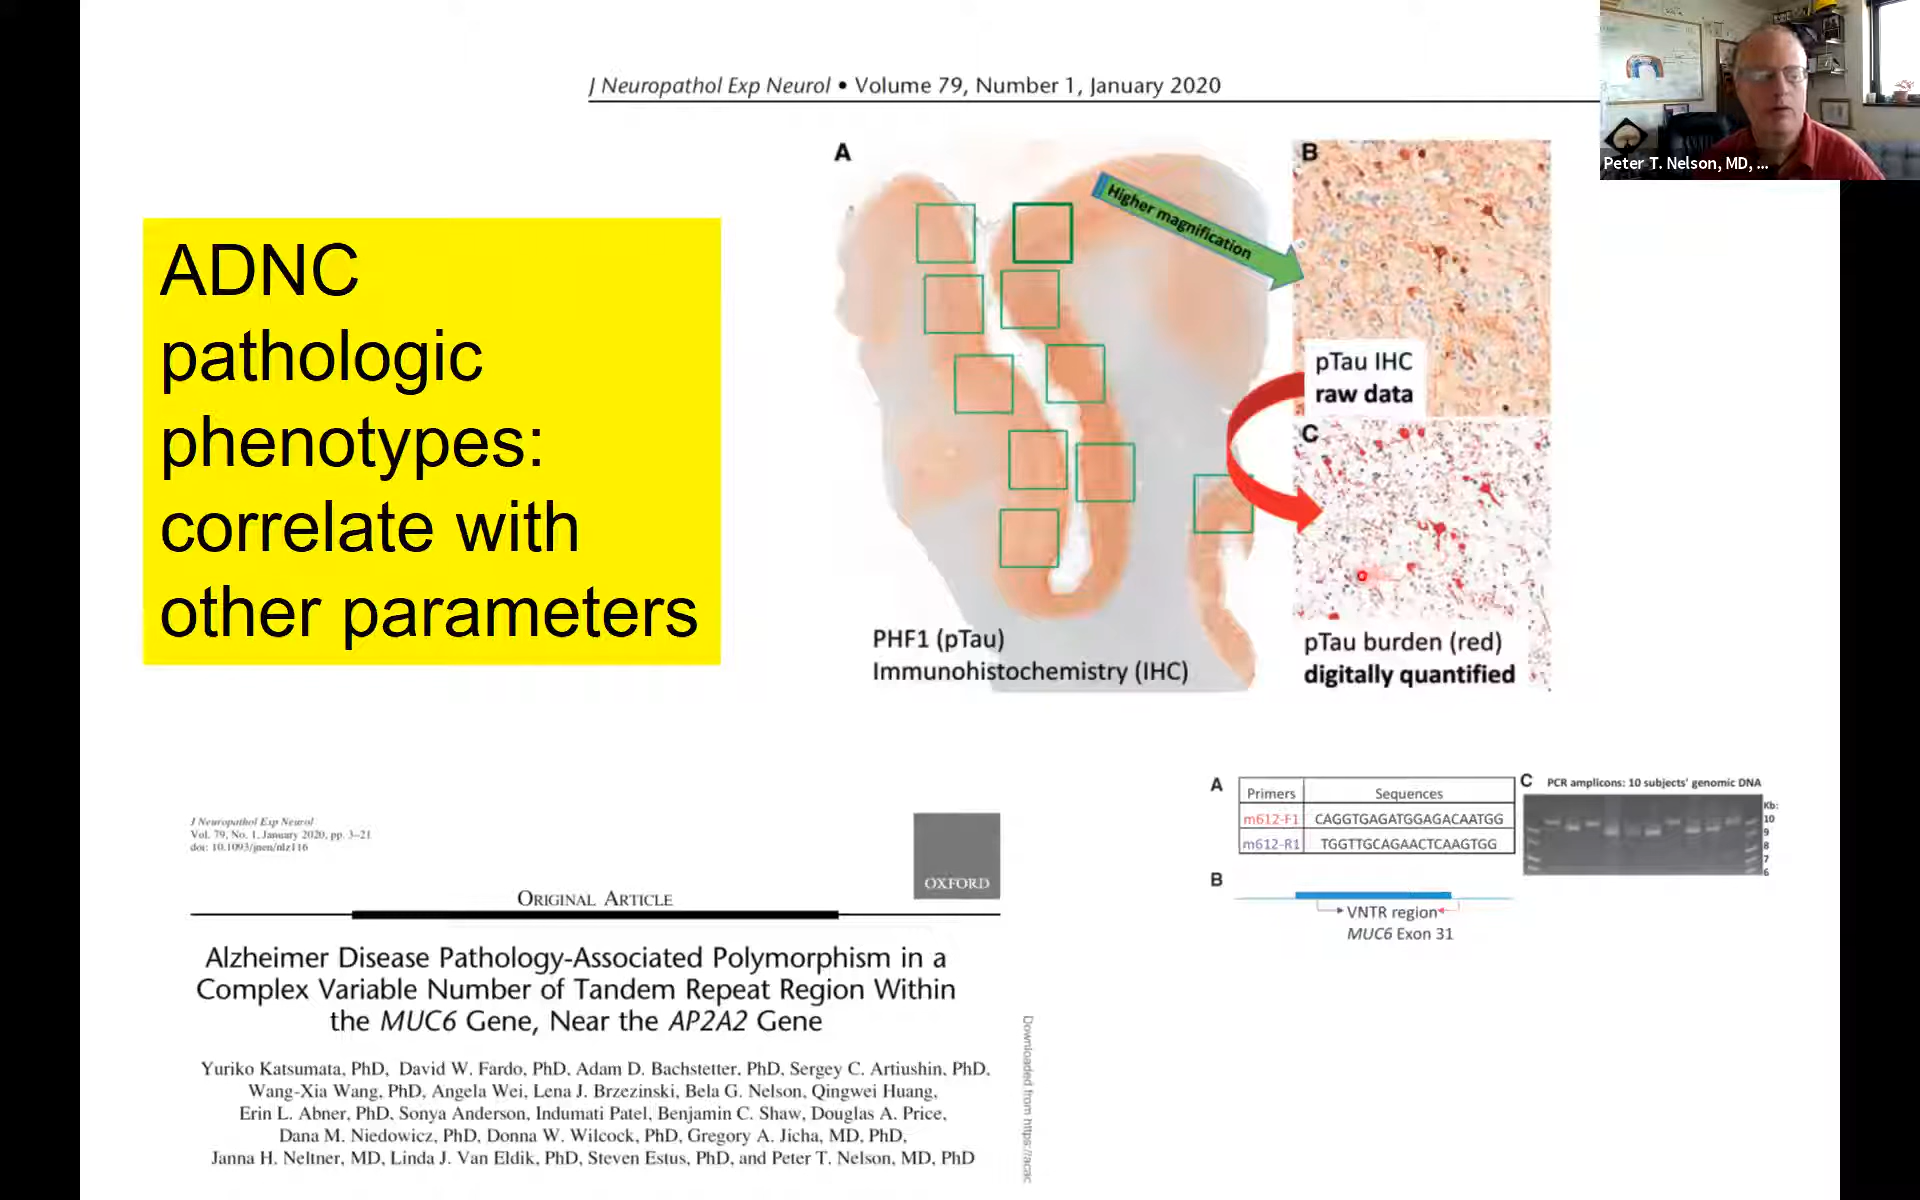 J Neuropathol Exp Neurol • Volume 79, Number 1, January 2020
Peter T. Nelson, MD, ...
ADNC
pathologic
phenotypes:
correlate with
other parameters
A
Higher magnification
PHF1 (pTau)
Immunohistochemistry (IHC)
B
pTau IHC
raw data
C
pTau burden (red)
digitally quantified
J Neuropathol Exp Neurol
Vol. 79, No. 1, January 2020, pp. 3–21
doi: 10.1093/jnen/nlz116
OXFORD
ORIGINAL ARTICLE
Alzheimer Disease Pathology-Associated Polymorphism in a
Complex Variable Number of Tandem Repeat Region Within
the MUC6 Gene, Near the AP2A2 Gene
Yuriko Katsumata, PhD, David W. Fardo, PhD, Adam D. Bachstetter, PhD, Sergey C. Artiushin, PhD,
Wang-Xia Wang, PhD, Angela Wei, Lena J. Brzezinski, Bela G. Nelson, Qingwei Huang,
Erin L. Abner, PhD, Sonya Anderson, Indumati Patel, Benjamin C. Shaw, Douglas A. Price,
Dana M. Niedowicz, PhD, Donna W. Wilcock, PhD, Gregory A. Jicha, MD, PhD,
Janna H. Neltner, MD, Linda J. Van Eldik, PhD, Steven Estus, PhD, and Peter T. Nelson, MD, PhD
Downloaded from https://acac
A
Primers Sequences
m612-F1 CAGGTGAGATGGAGACAATGG
m612-R1 TGGTTGCAGAACTCAAGTGG
B
VNTR region
MUC6 Exon 31
C PCR amplicons: 10 subjects' genomic DNA
Kb:
10
9
8
7
6